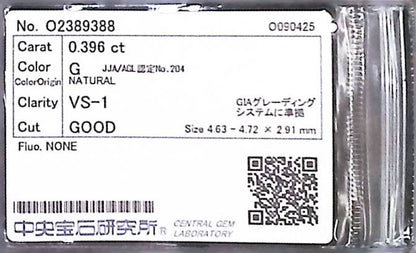 No. O2389388 O090425
Carat 0.396 ct
Color G JJA/AGL認定No.204
ColorOrigin NATURAL
Clarity VS-1 GIAグレーディング
システムに準拠
Cut GOOD Size 4.63 - 4.72 × 2.91 mm
Fluo. NONE
中央宝石研究所® CENTRAL GEM
LABORATORY